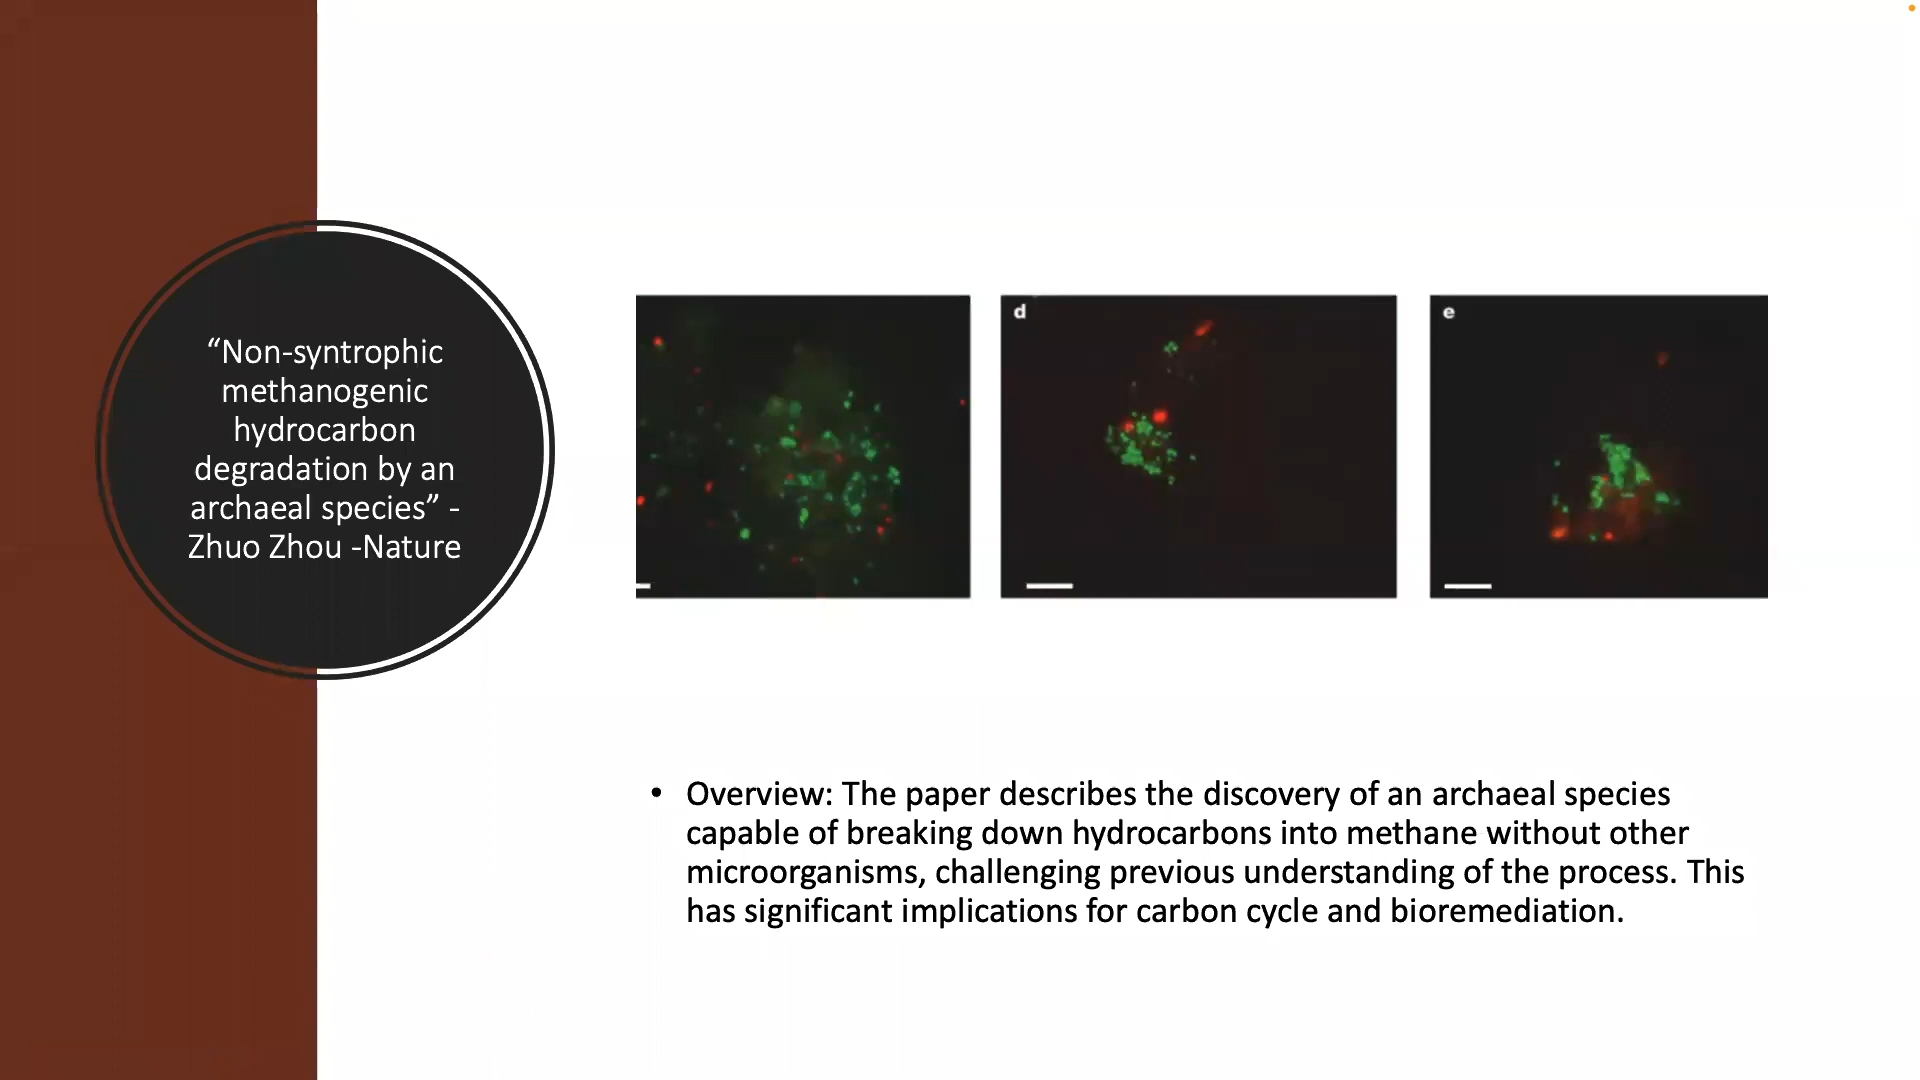 “Non-syntrophic
methanogenic
hydrocarbon
degradation by an
archaeal species” -
Zhuo Zhou -Nature
d
e
• Overview: The paper describes the discovery of an archaeal species
capable of breaking down hydrocarbons into methane without other
microorganisms, challenging previous understanding of the process. This
has significant implications for carbon cycle and bioremediation.